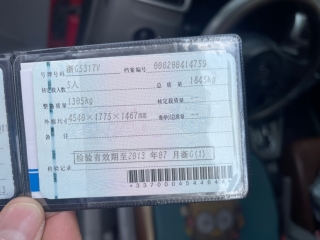 号牌号码 浙G5317V 档案编号 000200414759
核定载人数 5人 总质量 1845kg
整备质量 1395kg 核定载质量 --
外廓尺寸 4540×1775×1467mm 准牵引总质量 --
备注
检验有效期至2013年07月浙G(1)
检验记录